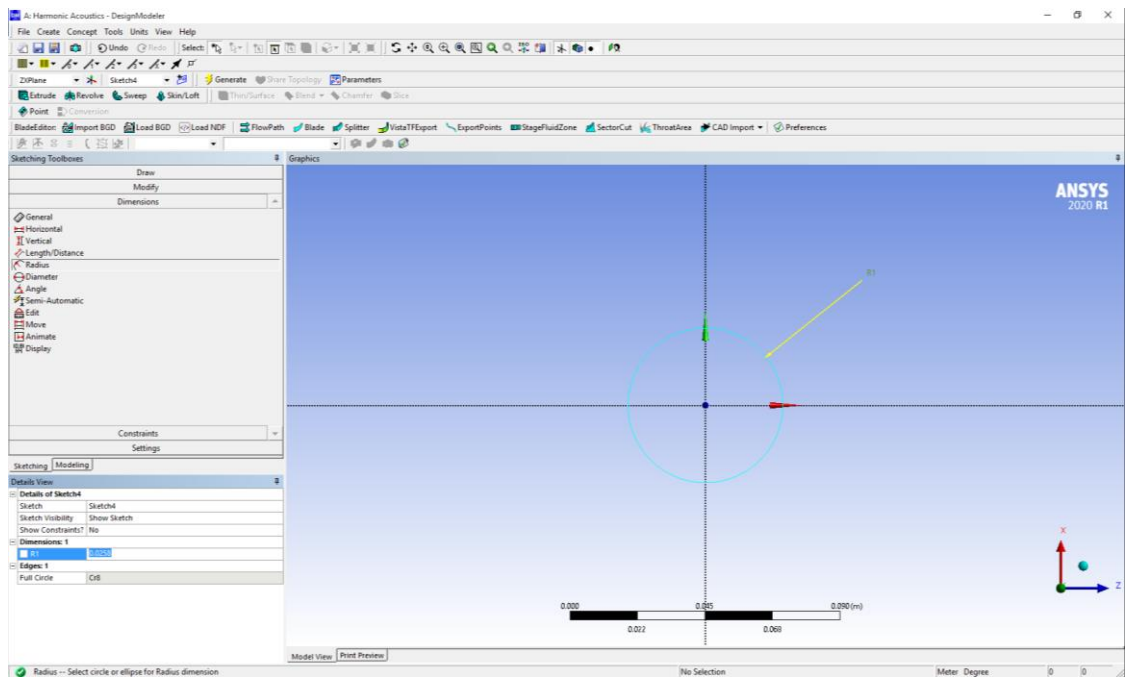 A: Harmonic Acoustics - DesignModeler
File Create Concept Tools Units View Help
Undo Redo Select:
ZXPlane Sketch4 Generate Share Topology Parameters
Extrude Revolve Sweep Skin/Loft Thin/Surface Blend Chamfer Slice
Point Conversion
BladeEditor: Import BGD Load BGD Load NDF FlowPath Blade Splitter VistaTFExport ExportPoints StageFluidZone SectorCut ThroatArea CAD Import Preferences
Sketching Toolboxes
Draw
Modify
Dimensions
General
Horizontal
Vertical
Length/Distance
Radius
Diameter
Angle
Semi-Automatic
Edit
Move
Animate
Display
Constraints
Settings
Sketching Modeling
Details View
Details of Sketch4
Sketch Sketch4
Sketch Visibility Show Sketch
Show Constraints? No
Dimensions: 1
R1
Edges: 1
Full Circle Cr8
Graphics
ANSYS
2020 R1
R1
X
Z
0.000 0.045 0.090 (m)
0.022 0.068
Model View Print Preview
Radius -- Select circle or ellipse for Radius dimension No Selection Meter Degree 0 0